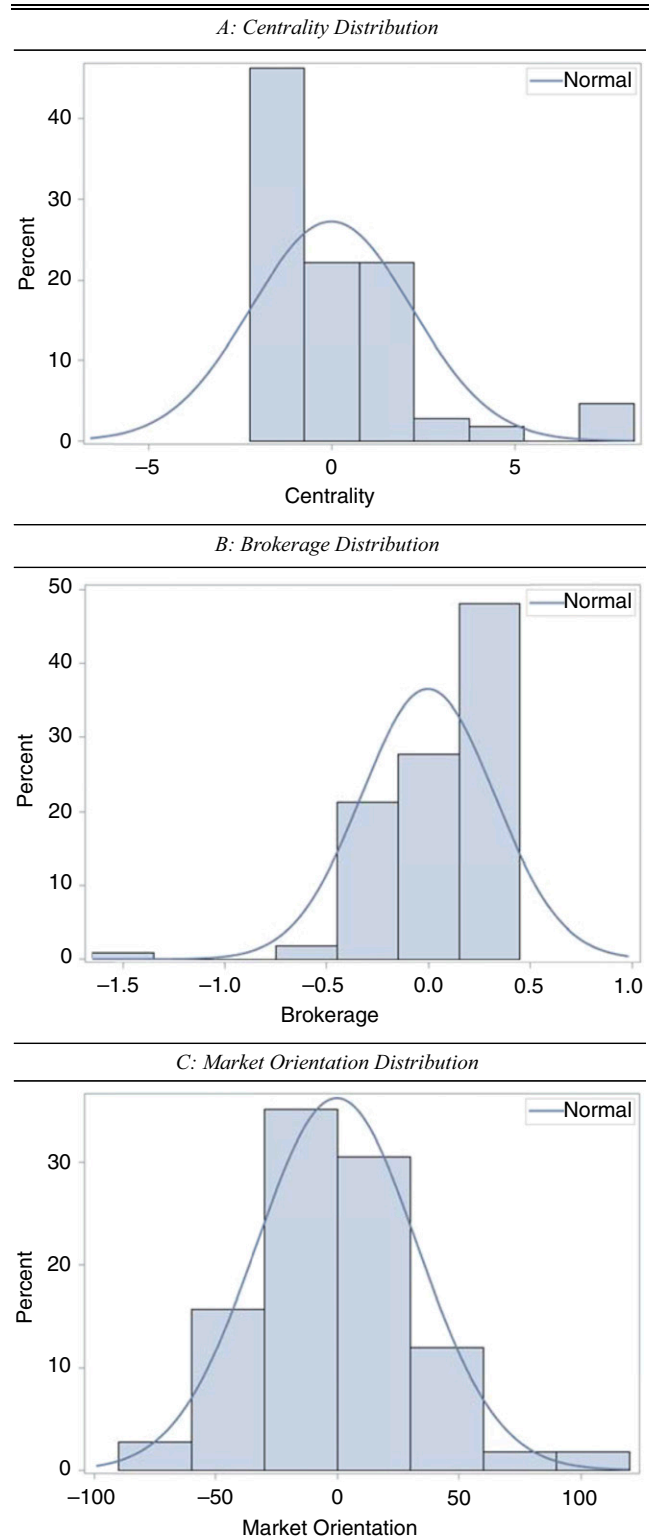 A: Centrality Distribution
Normal
40
30
20
10
0
Percent
–5
0
5
Centrality
B: Brokerage Distribution
Normal
50
40
30
20
10
0
Percent
–1.5
–1.0
–0.5
0.0
0.5
1.0
Brokerage
C: Market Orientation Distribution
Normal
30
20
10
0
Percent
–100
–50
0
50
100
Market Orientation